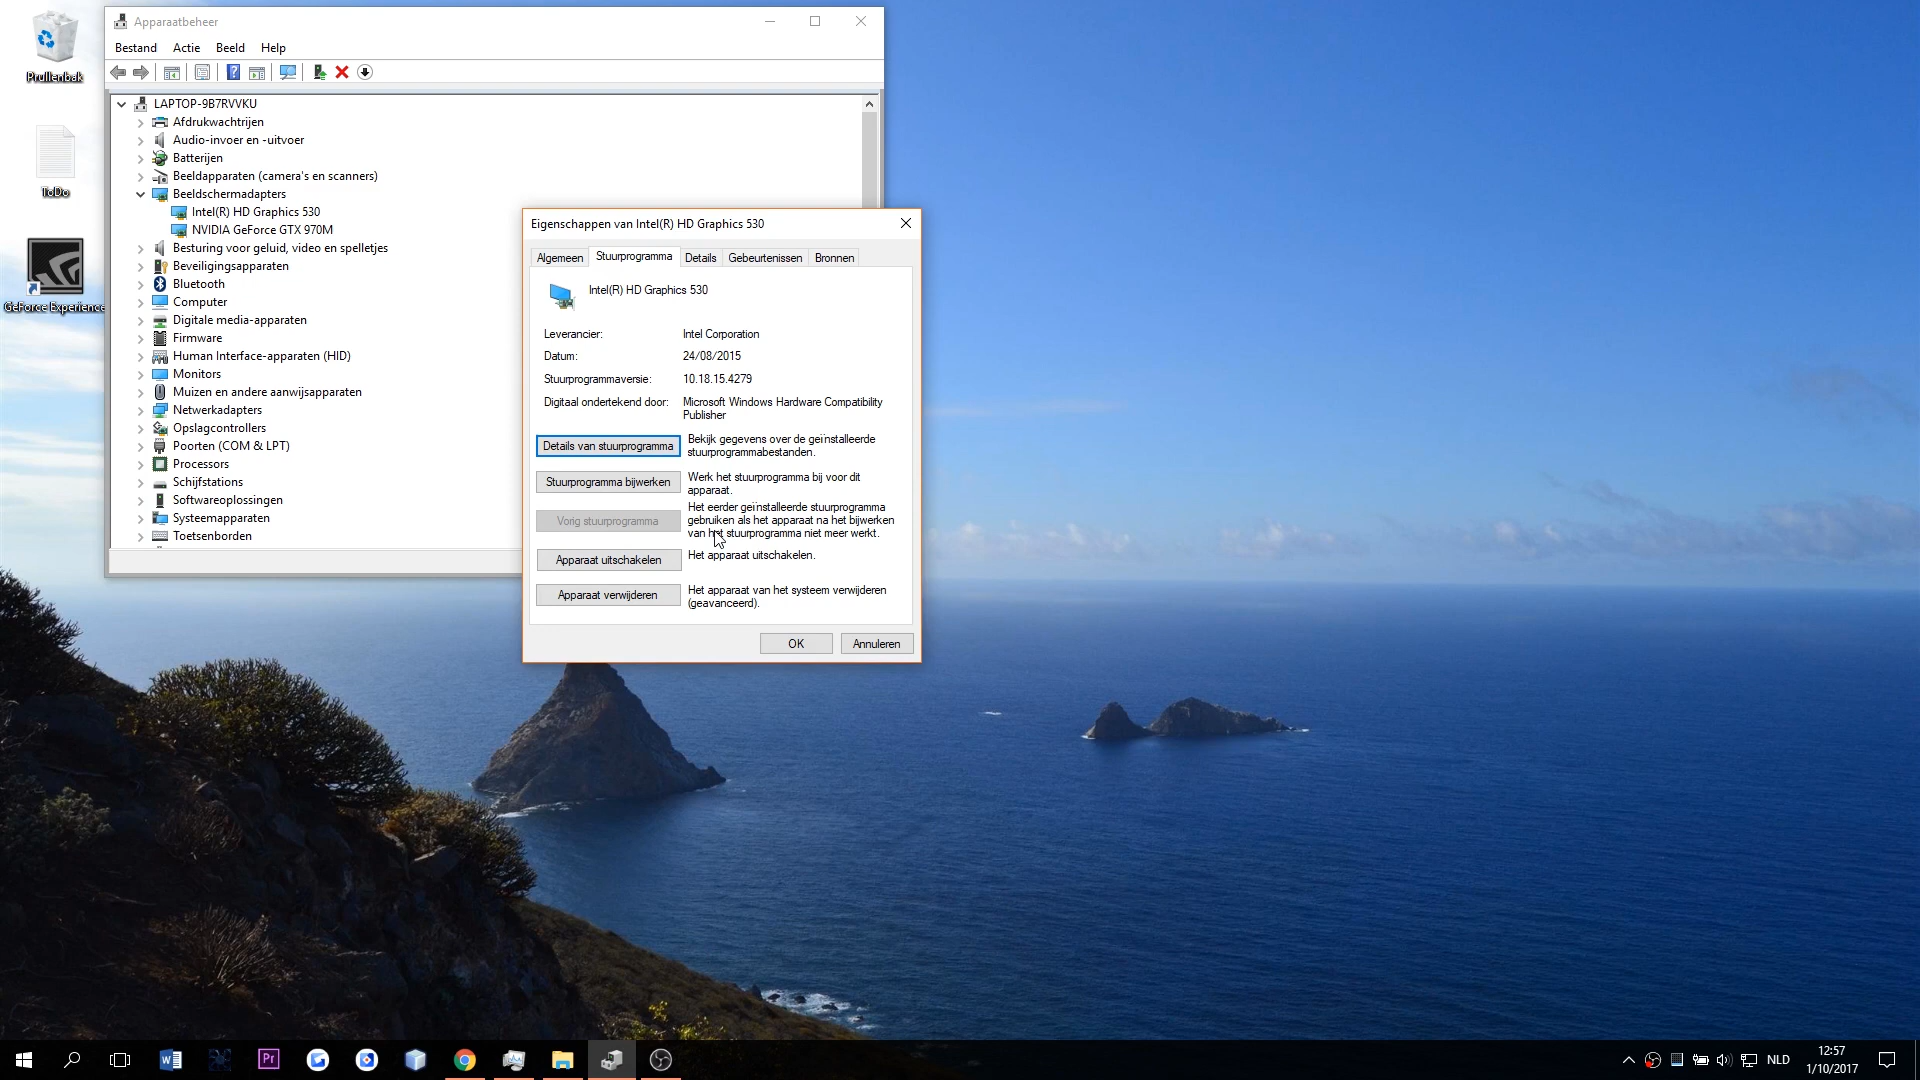 Prullenbak
ToDo
GeForce Experience
Apparaatbeheer
Bestand Actie Beeld Help
LAPTOP-9B7RVVKU
Afdrukwachtrijen
Audio-invoer en -uitvoer
Batterijen
Beeldapparaten (camera's en scanners)
Beeldschermadapters
Intel(R) HD Graphics 530
NVIDIA GeForce GTX 970M
Besturing voor geluid, video en spelletjes
Beveiligingsapparaten
Bluetooth
Computer
Digitale media-apparaten
Firmware
Human Interface-apparaten (HID)
Monitors
Muizen en andere aanwijsapparaten
Netwerkadapters
Opslagcontrollers
Poorten (COM & LPT)
Processors
Schijfstations
Softwareoplossingen
Systeemapparaten
Toetsenborden
Eigenschappen van Intel(R) HD Graphics 530
Algemeen Stuurprogramma Details Gebeurtenissen Bronnen
Intel(R) HD Graphics 530
Leverancier: Intel Corporation
Datum: 24/08/2015
Stuurprogrammaversie: 10.18.15.4279
Digitaal ondertekend door: Microsoft Windows Hardware Compatibility
Publisher
Details van stuurprogramma
Bekijk gegevens over de geïnstalleerde
stuurprogrammabestanden.
Stuurprogramma bijwerken
Werk het stuurprogramma bij voor dit
apparaat.
Vorig stuurprogramma
Het eerder geïnstalleerde stuurprogramma
gebruiken als het apparaat na het bijwerken
van het stuurprogramma niet meer werkt.
Apparaat uitschakelen
Het apparaat uitschakelen.
Apparaat verwijderen
Het apparaat van het systeem verwijderen
(geavanceerd).
OK Annuleren
Pr
NLD
12:57
1/10/2017